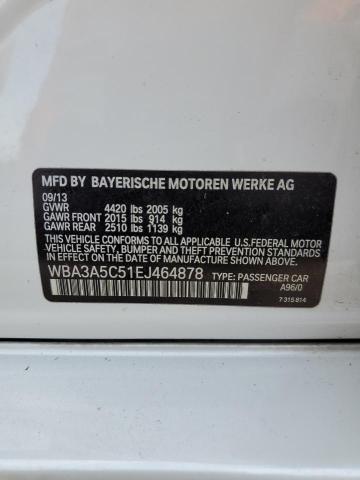 MFD BY BAYERISCHE MOTOREN WERKE AG
09/13
GVWR 4420 lbs 2005 kg
GAWR FRONT 2015 lbs 914 kg
GAWR REAR 2510 lbs 1139 kg
THIS VEHICLE CONFORMS TO ALL APPLICABLE U.S.FEDERAL MOTOR
VEHICLE SAFETY, BUMPER, AND THEFT PREVENTION STANDARDS
IN EFFECT ON THE DATE OF MANUFACTURE SHOWN ABOVE.
WBA3A5C51EJ464878 TYPE: PASSENGER CAR
A96/0
7 315 814